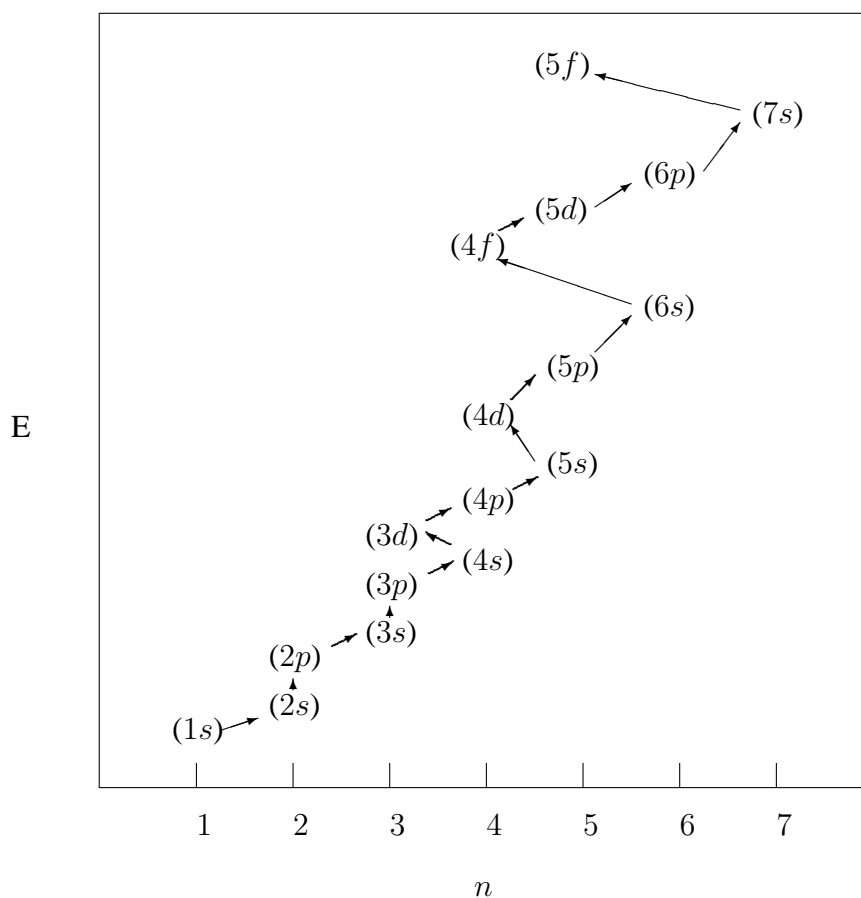 (5f)
(7s)
(6p)
(5d)
(4f)
(6s)
(5p)
(4d)
E
(5s)
(4p)
(3d)
(4s)
(3p)
(3s)
(2p)
(2s)
(1s)
1 2 3 4 5 6 7
n